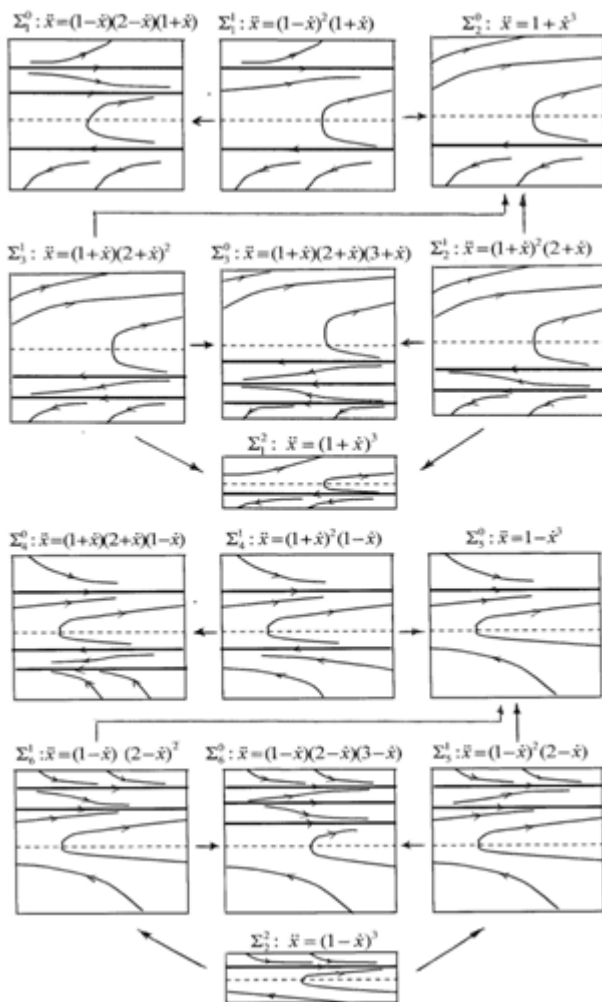 Σ₁⁰ : ẍ=(1−ẋ)(2−ẋ)(1+ẋ) Σ₁¹ : ẍ=(1−ẋ)²(1+ẋ) Σ₂⁰ : ẍ=1+ẋ³
Σ₃¹ : ẍ=(1+ẋ)(2+ẋ)² Σ₃⁰ : ẍ=(1+ẋ)(2+ẋ)(3+ẋ) Σ₂¹ : ẍ=(1+ẋ)²(2+ẋ)
Σ₁² : ẍ=(1+ẋ)³
Σ₄⁰ : ẍ=(1+ẋ)(2+ẋ)(1−ẋ) Σ₄¹ : ẍ=(1+ẋ)²(1−ẋ) Σ₅⁰ : ẍ=1−ẋ³
Σ₆¹ : ẍ=(1−ẋ) (2−ẋ)² Σ₆⁰ : ẍ=(1−ẋ)(2−ẋ)(3−ẋ) Σ₅¹ : ẍ=(1−ẋ)²(2−ẋ)
Σ₂² : ẍ=(1−ẋ)³